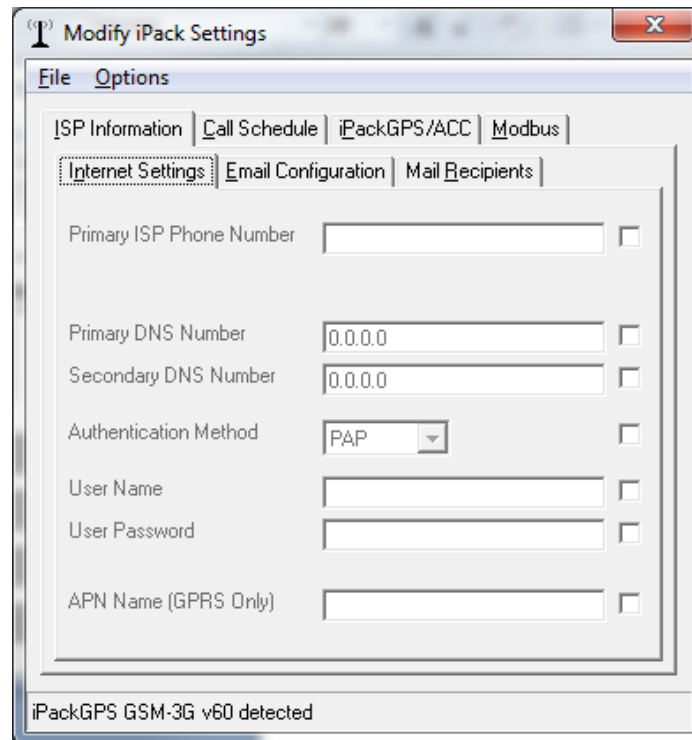 Modify iPack Settings
File Options
ISP Information Call Schedule iPackGPS/ACC Modbus
Internet Settings Email Configuration Mail Recipients
Primary ISP Phone Number
Primary DNS Number 0.0.0.0
Secondary DNS Number 0.0.0.0
Authentication Method PAP
User Name
User Password
APN Name (GPRS Only)
iPackGPS GSM-3G v60 detected